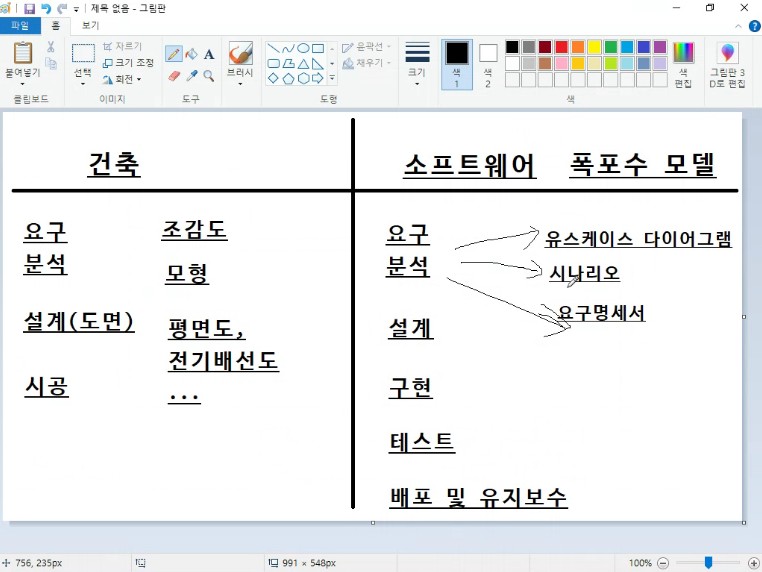 제목 없음 - 그림판
파일 홈 보기
붙여넣기
클립보드
선택
자르기
크기 조정
회전
이미지
A
도구
브러시
윤곽선
채우기
도형
크기
색 1
색 2
색
색 편집
그림판 3D로 편집
건축
요구 분석
조감도
모형
설계(도면)
평면도,
전기배선도
...
시공
소프트웨어 폭포수 모델
요구 분석
유스케이스 다이어그램
시나리오
요구명세서
설계
구현
테스트
배포 및 유지보수
756, 235px
991 × 548px
100%